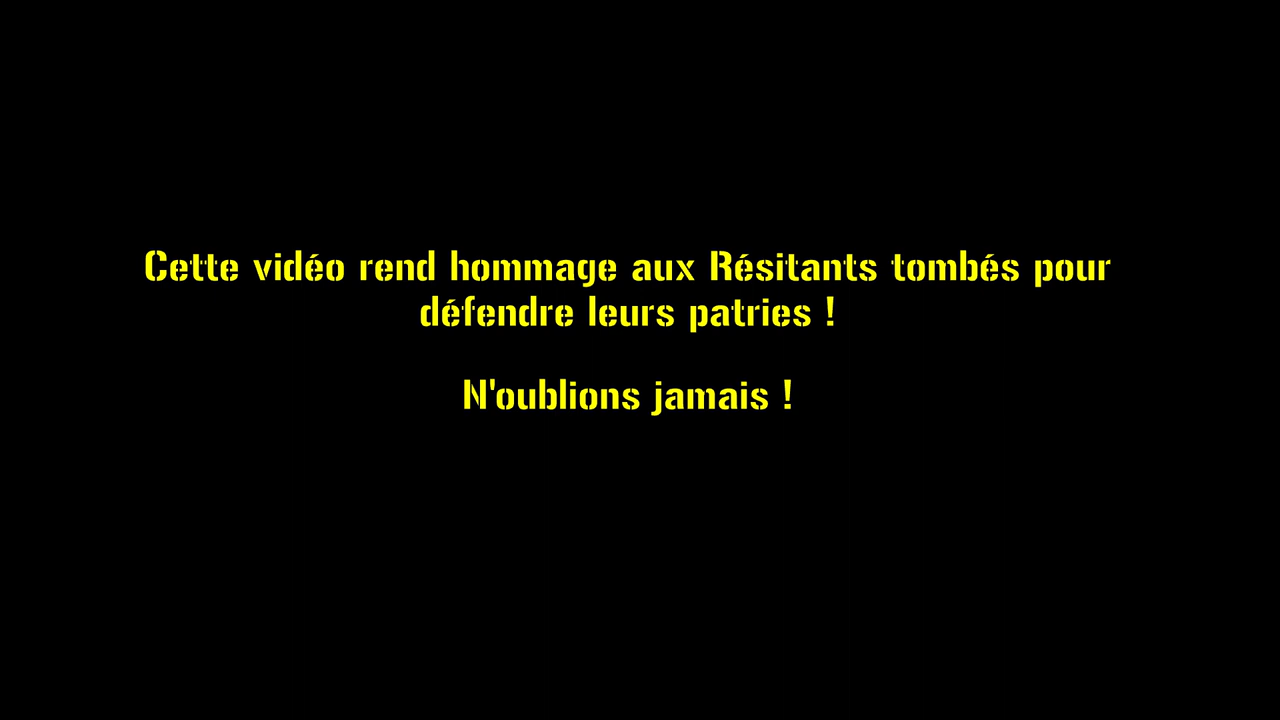 Cette vidéo rend hommage aux Résitants tombés pour
défendre leurs patries !
N'oublions jamais !